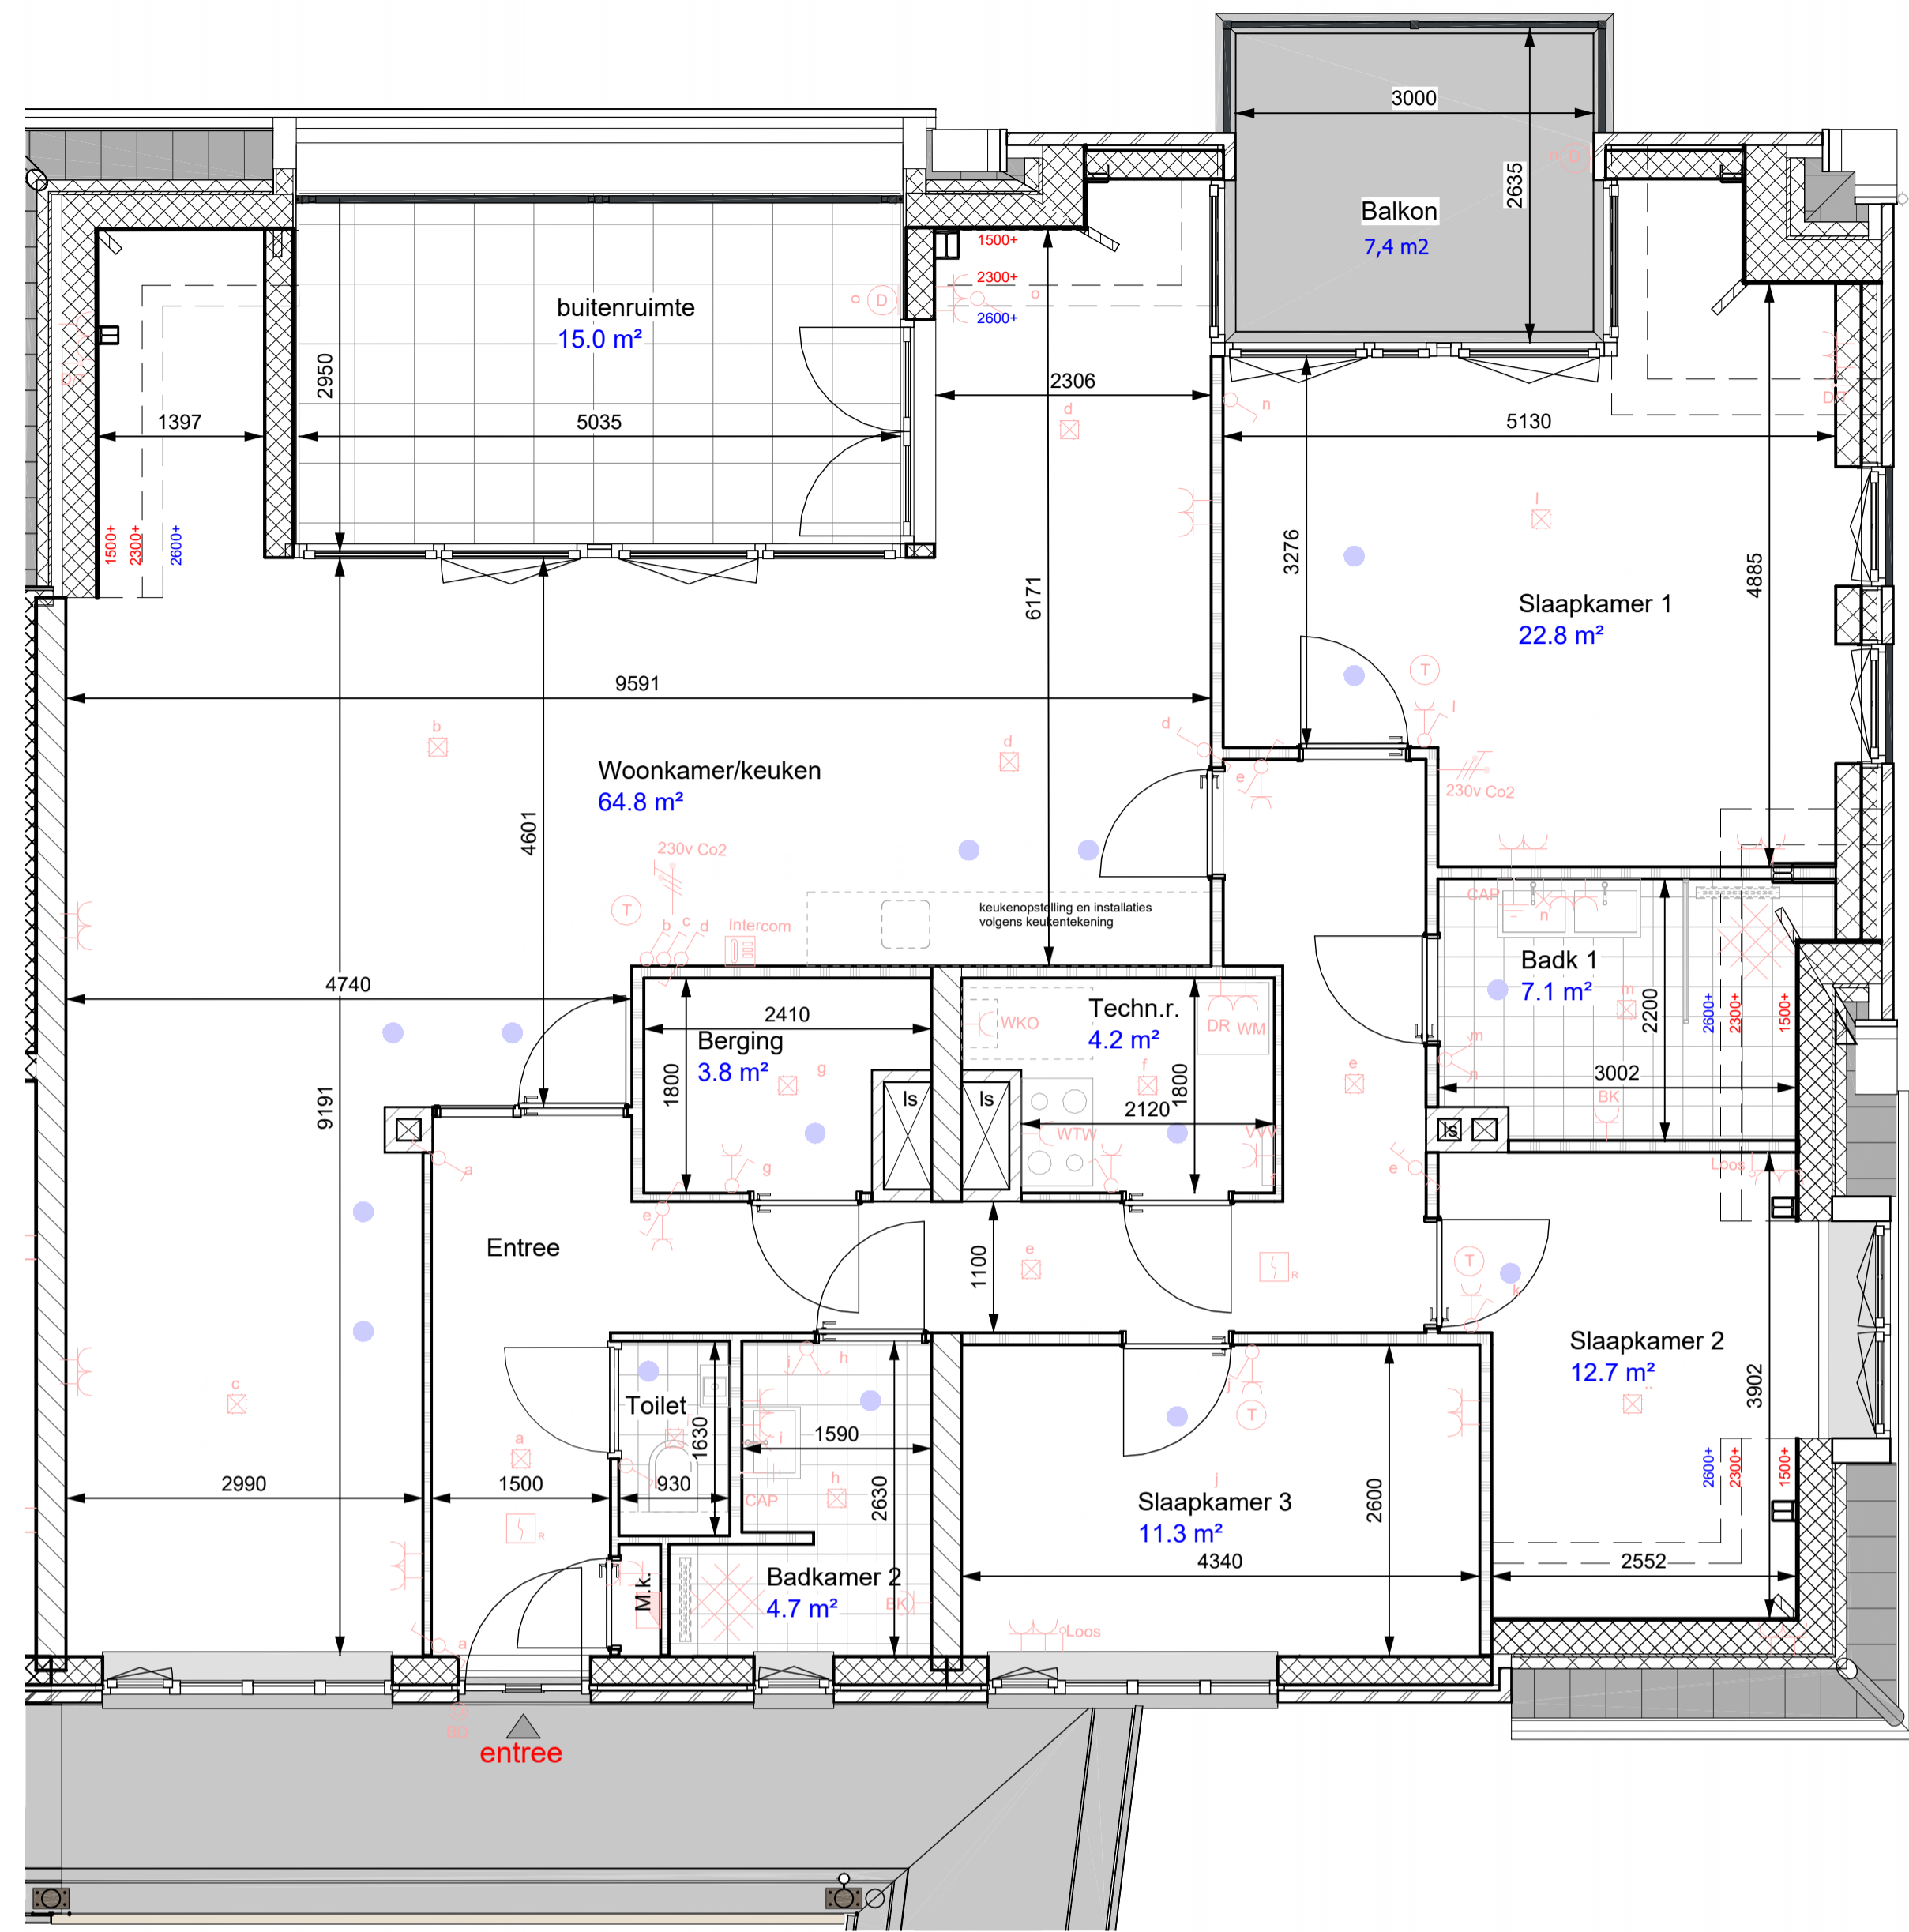 3000
2635
Balkon
7,4 m2
n
D
1500+
2300+
2600+
o
D
o
buitenruimte
15.0 m²
2950
5035
1397
2306
d
n
5130
1500+
2300+
2600+
3276
l
4885
6171
Slaapkamer 1
22.8 m²
T
9591
b
d
d
l
e
230v Co2
Woonkamer/keuken
64.8 m²
4601
230v Co2
T
b
c
d
Intercom
keukenopstelling en installaties
volgens keukentekening
CAP
n
Badk 1
7.1 m²
m
2200
2600+
2300+
1500+
4740
2410
Berging
3.8 m²
g
1800
ls
ls
WKO
Techn.r.
4.2 m²
DR
WM
f
1800
2120
WTW
e
m
n
3002
BK
ls
9191
a
g
e
e
Loos
Entree
1100
e
R
T
k
Slaapkamer 2
12.7 m²
3902
c
a
Toilet
1630
930
i
h
1590
i
h
CAP
2630
j
T
j
Slaapkamer 3
11.3 m²
2600
4340
2600+
2300+
1500+
2552
2990
1500
R
M.k.
Badkamer 2
4.7 m²
BK
Loos
a
BD
entree